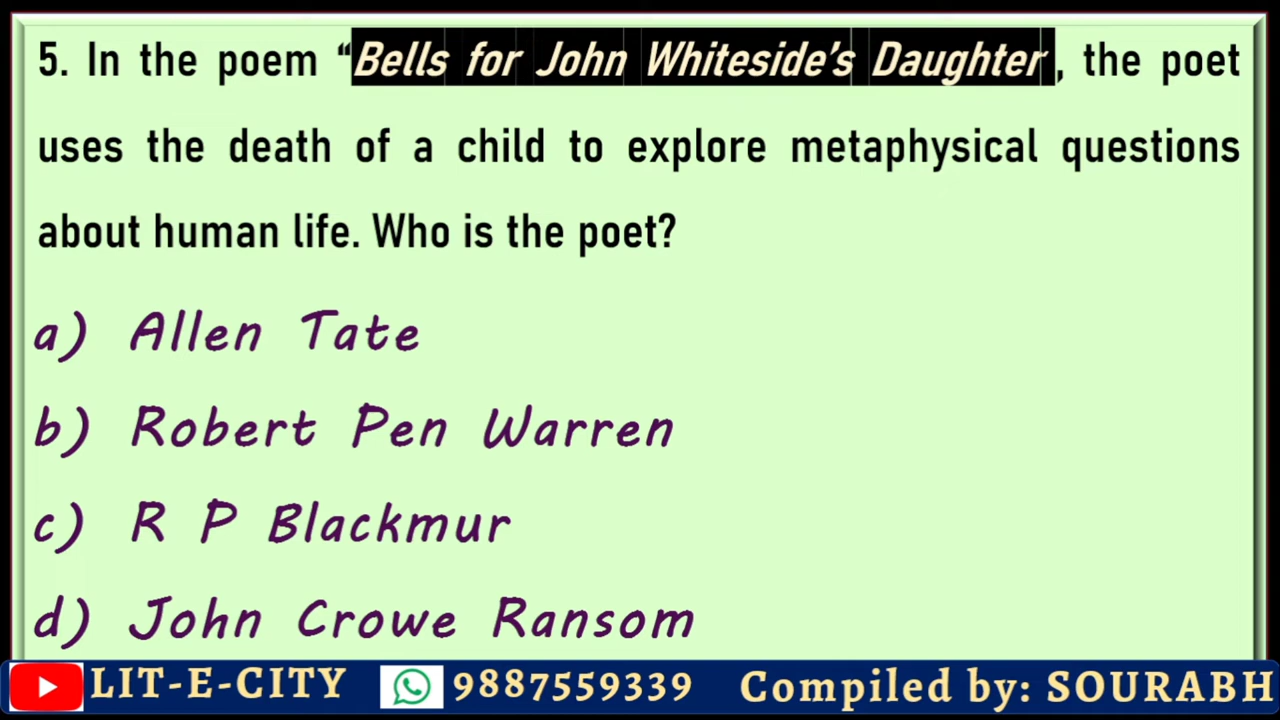 5. In the poem “Bells for John Whiteside’s Daughter, the poet
uses the death of a child to explore metaphysical questions
about human life. Who is the poet?
a) Allen Tate
b) Robert Pen Warren
c) R P Blackmur
d) John Crowe Ransom
LIT-E-CITY 9887559339 Compiled by: SOURABH